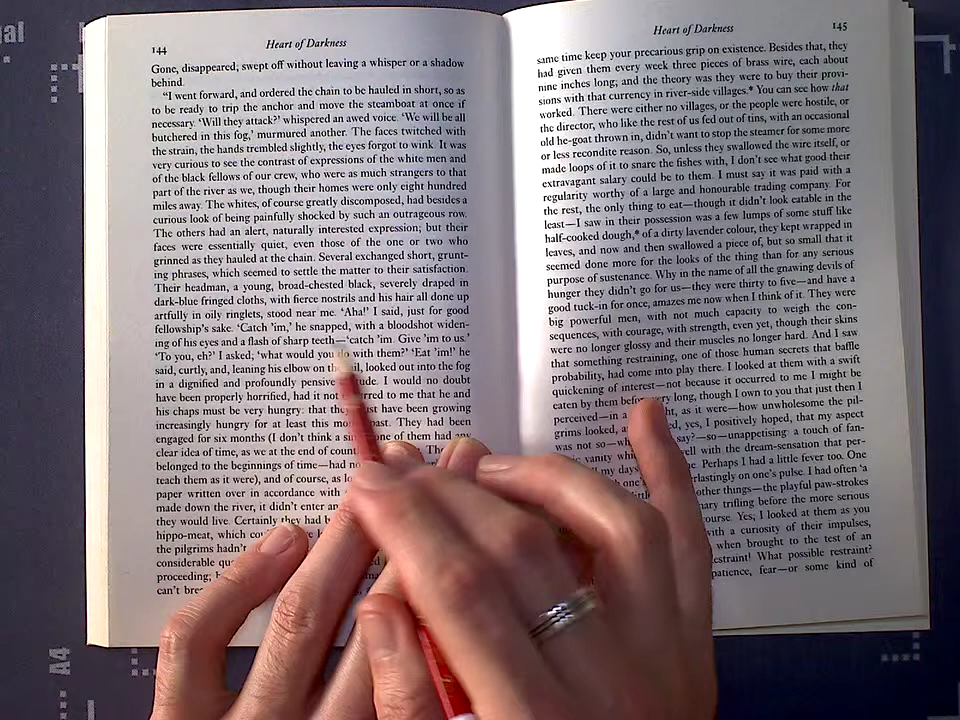 144
Heart of Darkness
Gone, disappeared; swept off without leaving a whisper or a shadow
behind.
“I went forward, and ordered the chain to be hauled in short, so as
to be ready to trip the anchor and move the steamboat at once if
necessary. ‘Will they attack?’ whispered an awed voice. ‘We will be all
butchered in this fog,’ murmured another. The faces twitched with
the strain, the hands trembled slightly, the eyes forgot to wink. It was
very curious to see the contrast of expressions of the white men and
of the black fellows of our crew, who were as much strangers to that
part of the river as we, though their homes were only eight hundred
miles away. The whites, of course greatly discomposed, had besides a
curious look of being painfully shocked by such an outrageous row.
The others had an alert, naturally interested expression; but their
faces were essentially quiet, even those of the one or two who
grinned as they hauled at the chain. Several exchanged short, grunt-
ing phrases, which seemed to settle the matter to their satisfaction.
Their headman, a young, broad-chested black, severely draped in
dark-blue fringed cloths, with fierce nostrils and his hair all done up
artfully in oily ringlets, stood near me. ‘Aha!’ I said, just for good
fellowship’s sake. ‘Catch ’im,’ he snapped, with a bloodshot widen-
ing of his eyes and a flash of sharp teeth—‘catch ’im. Give ’im to us.’
‘To you, eh?’ I asked; ‘what would you do with them?’ ‘Eat ’im!’ he
said, curtly, and, leaning his elbow on the rail, looked out into the fog
in a dignified and profoundly pensive I would no doubt
have been properly horrified, had it not to me that he and
his chaps must be very hungry: that they have been growing
increasingly hungry for at least this past. They had been
engaged for six months (I don’t think a one of them had any
clear idea of time, as we at the end of
belonged to the beginnings of time—had no
teach them as it were), and of course, as
paper written over in accordance with
made down the river, it didn’t enter
they would live. Certainly they had
hippo-meat, which
the pilgrims hadn’t
considerable
proceeding;
can’t
145
Heart of Darkness
same time keep your precarious grip on existence. Besides that, they
had given them every week three pieces of brass wire, each about
nine inches long; and the theory was they were to buy their provi-
sions with that currency in river-side villages.* You can see how that
worked. There were either no villages, or the people were hostile, or
the director, who like the rest of us fed out of tins, with an occasional
old he-goat thrown in, didn’t want to stop the steamer for some more
or less recondite reason. So, unless they swallowed the wire itself, or
made loops of it to snare the fishes with, I don’t see what good their
extravagant salary could be to them. I must say it was paid with a
regularity worthy of a large and honourable trading company. For
the rest, the only thing to eat—though it didn’t look eatable in the
least—I saw in their possession was a few lumps of some stuff like
half-cooked dough,* of a dirty lavender colour, they kept wrapped in
leaves, and now and then swallowed a piece of, but so small that it
seemed done more for the looks of the thing than for any serious
purpose of sustenance. Why in the name of all the gnawing devils of
hunger they didn’t go for us—they were thirty to five—and have a
good tuck-in for once, amazes me now when I think of it. They were
big powerful men, with not much capacity to weigh the con-
sequences, with courage, with strength, even yet, though their skins
were no longer glossy and their muscles no longer hard. And I saw
that something restraining, one of those human secrets that baffle
probability, had come into play there. I looked at them with a swift
quickening of interest—not because it occurred to me I might be
eaten by them before very long, though I own to you that just then I
perceived—in a as it were—how unwholesome the pil-
grims looked, yes, I positively hoped, that my aspect
was not so— say?—so—unappetising: a touch of fan-
vanity well with the dream-sensation that per-
my days Perhaps I had a little fever too. One
on one’s pulse. I had often ‘a
other things—the playful paw-strokes
trifling before the more serious
Yes; I looked at them as you
with a curiosity of their impulses,
when brought to the test of an
restraint! What possible restraint?
patience, fear—or some kind of
A4